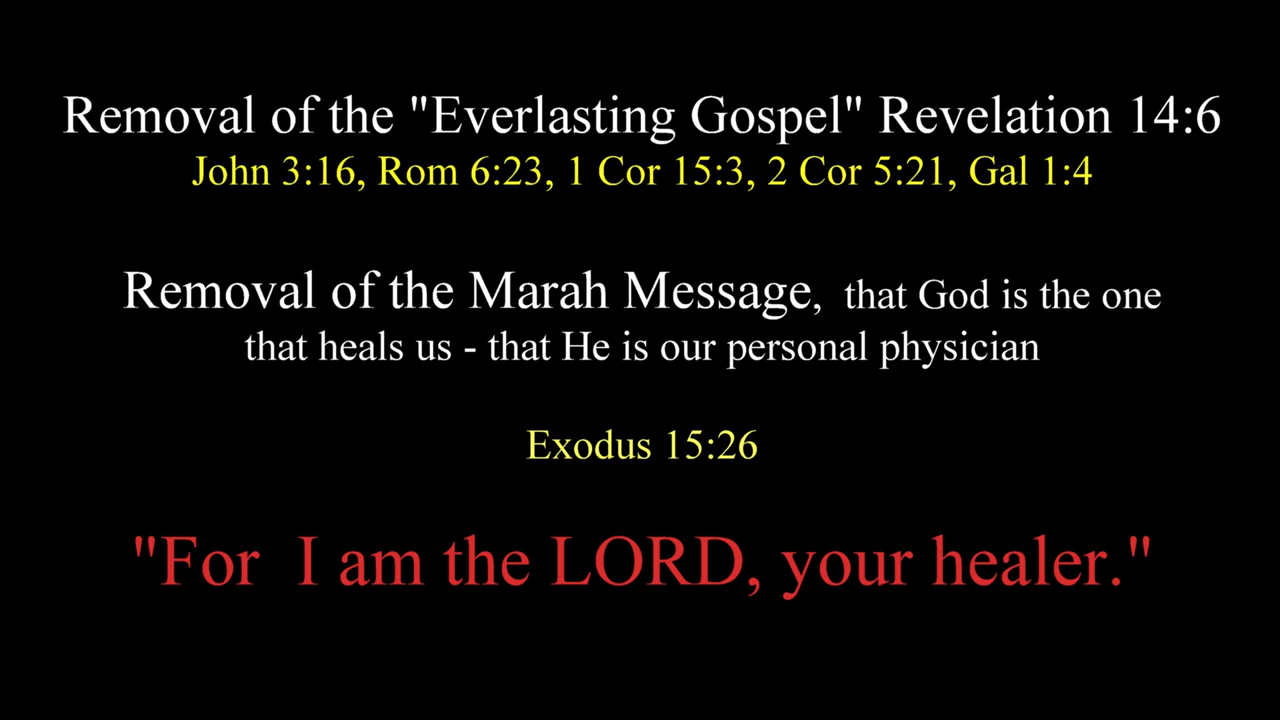 Removal of the "Everlasting Gospel" Revelation 14:6
John 3:16, Rom 6:23, 1 Cor 15:3, 2 Cor 5:21, Gal 1:4
Removal of the Marah Message, that God is the one
that heals us - that He is our personal physician
Exodus 15:26
"For I am the LORD, your healer."